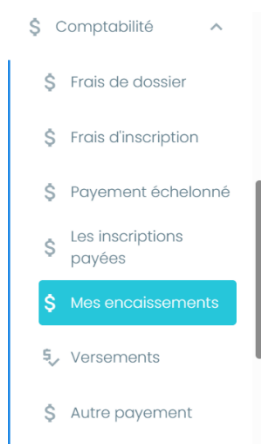 Comptabilité
Frais de dossier
Frais d'inscription
Payement échelonné
Les inscriptions
payées
Mes encaissements
Versements
Autre payement